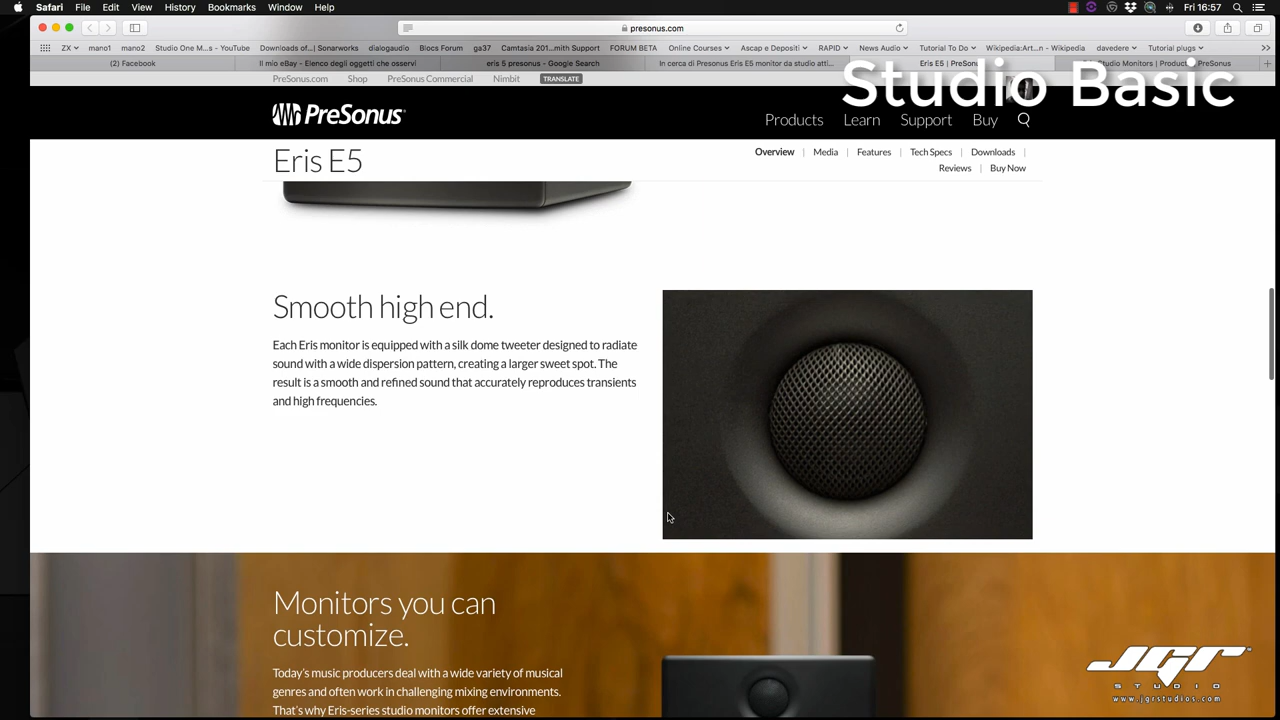 Safari File Edit View History Bookmarks Window Help Fri 16:57
presonus.com
ZX mano1 mano2 Studio One M...s - YouTube Downloads of...| Sonarworks dialogaudio Blocs Forum ga37 Camtasia 201...mith Support FORUM BETA Online Courses Ascap e Depositi RAPID News Audio Tutorial To Do Wikipedia:Art...n - Wikipedia davedere Tutorial plugs
(2) Facebook Il mio eBay - Elenco degli oggetti che osservi eris 5 presonus - Google Search In cerca di Presonus Eris E5 monitor da studio atti... Eris E5 | PreSonus Studio Monitors | Produc PreSonus
Studio Basic
PreSonus.com Shop PreSonus Commercial Nimbit TRANSLATE
PreSonus
Products Learn Support Buy
Eris E5
Overview | Media | Features | Tech Specs | Downloads |
Reviews | Buy Now
Smooth high end.
Each Eris monitor is equipped with a silk dome tweeter designed to radiate
sound with a wide dispersion pattern, creating a larger sweet spot. The
result is a smooth and refined sound that accurately reproduces transients
and high frequencies.
Monitors you can
customize.
Today's music producers deal with a wide variety of musical
genres and often work in challenging mixing environments.
That's why Eris-series studio monitors offer extensive
JGR
STUDIO
www.jgrstudios.com